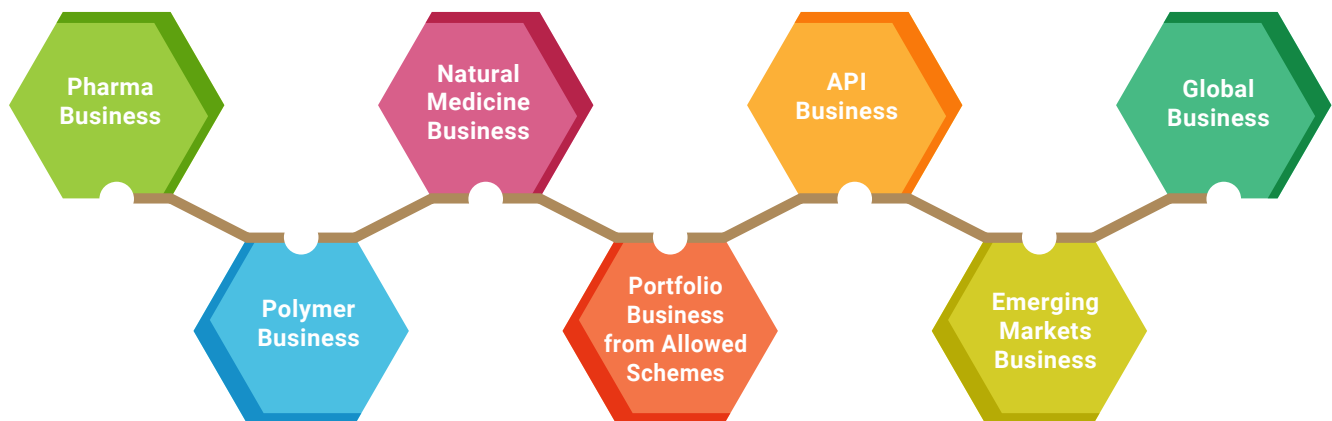 Pharma
Business
Natural
Medicine
Business
API
Business
Global
Business
Polymer
Business
Portfolio
Business
from Allowed
Schemes
Emerging
Markets
Business